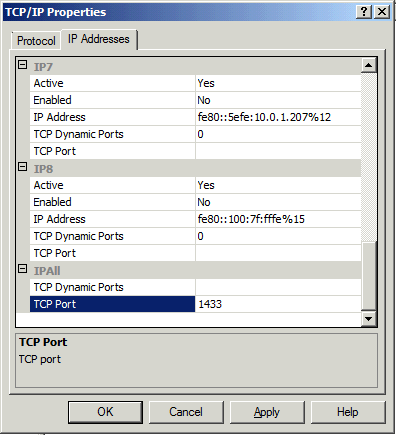 TCP/IP Properties
Protocol IP Addresses
IP7
Active Yes
Enabled No
IP Address fe80::5efe:10.0.1.207%12
TCP Dynamic Ports 0
TCP Port
IP8
Active Yes
Enabled No
IP Address fe80::100:7f:fffe%15
TCP Dynamic Ports 0
TCP Port
IPAll
TCP Dynamic Ports
TCP Port 1433
TCP Port
TCP port
OK Cancel Apply Help